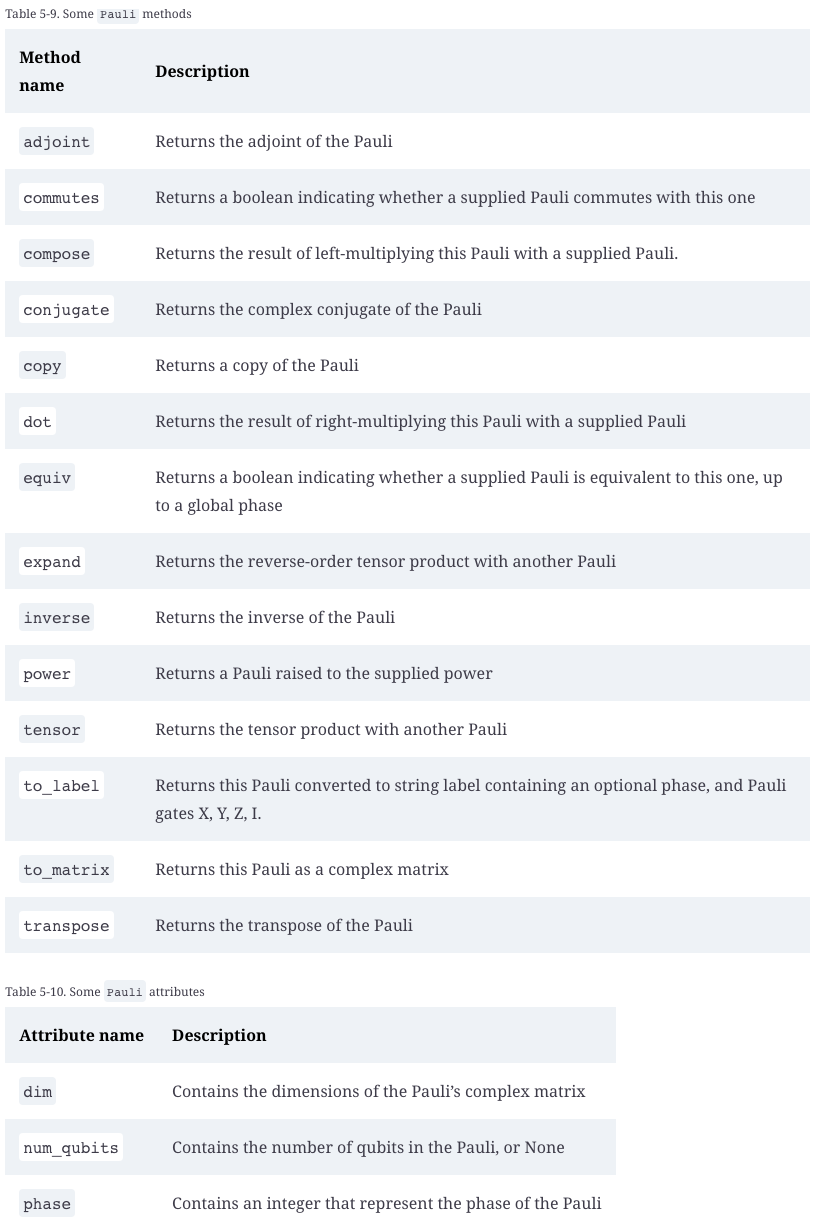 Table 5-9. Some Pauli methods
Method
name
Description
adjoint Returns the adjoint of the Pauli
commutes Returns a boolean indicating whether a supplied Pauli commutes with this one
compose Returns the result of left-multiplying this Pauli with a supplied Pauli.
conjugate Returns the complex conjugate of the Pauli
copy Returns a copy of the Pauli
dot Returns the result of right-multiplying this Pauli with a supplied Pauli
equiv Returns a boolean indicating whether a supplied Pauli is equivalent to this one, up
to a global phase
expand Returns the reverse-order tensor product with another Pauli
inverse Returns the inverse of the Pauli
power Returns a Pauli raised to the supplied power
tensor Returns the tensor product with another Pauli
to_label Returns this Pauli converted to string label containing an optional phase, and Pauli
gates X, Y, Z, I.
to_matrix Returns this Pauli as a complex matrix
transpose Returns the transpose of the Pauli
Table 5-10. Some Pauli attributes
Attribute name Description
dim Contains the dimensions of the Pauli’s complex matrix
num_qubits Contains the number of qubits in the Pauli, or None
phase Contains an integer that represent the phase of the Pauli